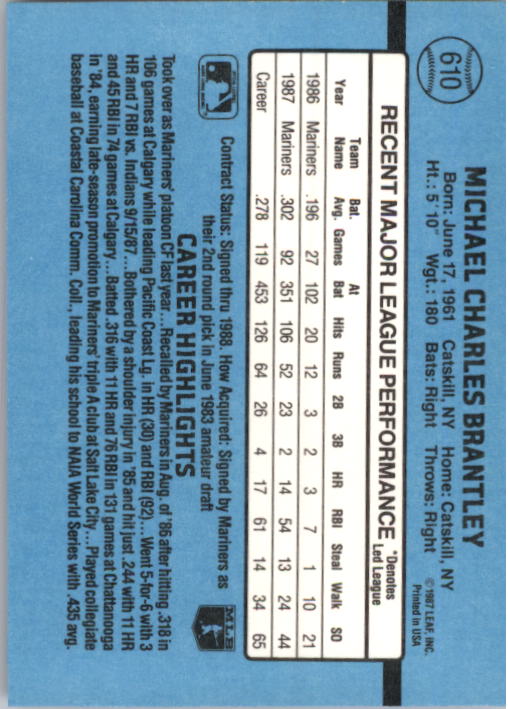 610
MICHAEL CHARLES BRANTLEY
Born: June 17, 1961 Catskill, NY Home: Catskill, NY
Ht.: 5'10" Wgt.: 180 Bats: Right Throws: Right
©1987 LEAF, INC.
Printed in USA
RECENT MAJOR LEAGUE PERFORMANCE
*Denotes
Led League
Year Team Name Bat. Avg. Games At Bat Hits Runs 2B 3B HR RBI Steal Walk SO
1986 Mariners .196 27 102 20 12 3 2 3 7 1 10 21
1987 Mariners .302 92 351 106 52 23 2 14 54 13 24 44
Career .278 119 453 126 64 26 4 17 61 14 34 65
Contract Status: Signed thru 1998. How Acquired: Signed by Mariners as
their 2nd round pick in June 1983 amateur draft
MLB
CAREER HIGHLIGHTS
Took over as Mariners' platoon CF last year...Recalled by Mariners in Aug. of '86 after hitting .318 in
106 games at Calgary while leading Pacific Coast Lg. in HR (30) and RBI (92)...Went 5-for-6 with 3
HR and 7 RBI vs. Indians 9/15/87...Bothered by a shoulder injury in '85 and hit just .244 with 11 HR
and 45 RBI in 74 games at Calgary...Batted .316 with 11 HR and 76 RBI in 131 games at Chattanooga
in '84, earning late-season promotion to Mariners' triple A club at Salt Lake City...Played collegiate
baseball at Coastal Carolina Comm. Coll., leading his school to NAIA World Series with .435 avg.